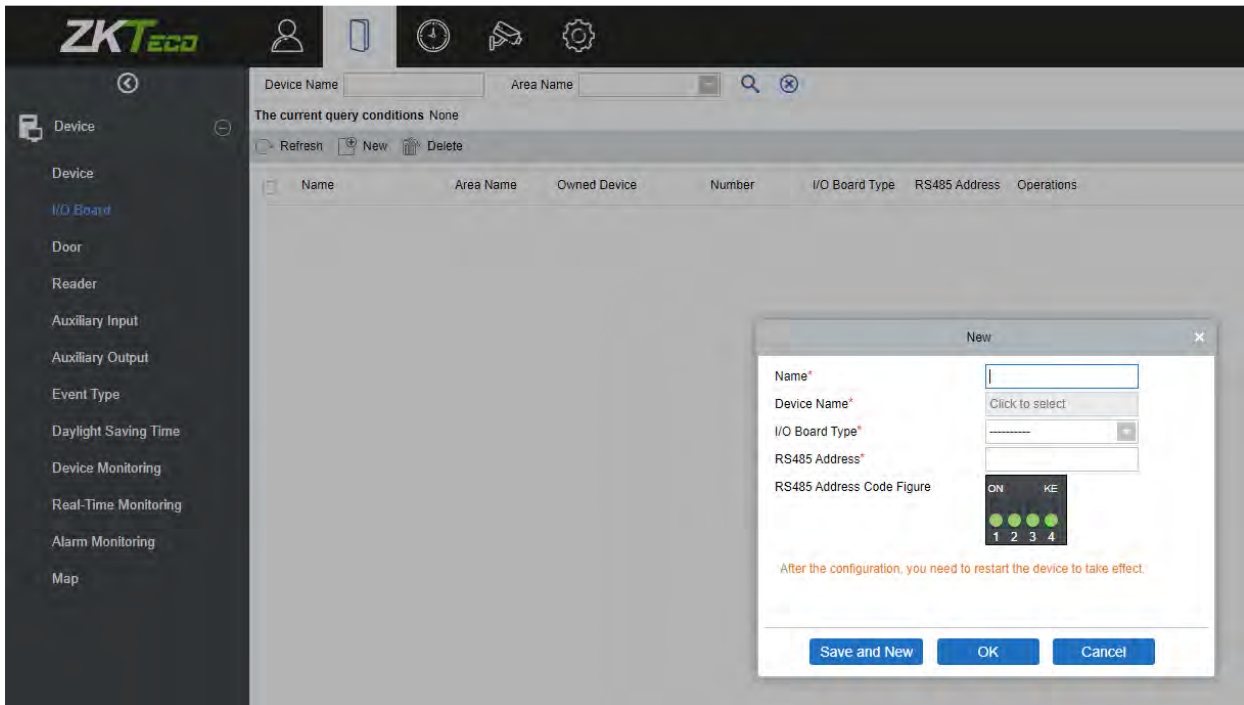 ZKTECO
Device Name Area Name
The current query conditions None
Refresh New Delete
Name Area Name Owned Device Number I/O Board Type RS485 Address Operations
Device
Device
I/O Board
Door
Reader
Auxiliary Input
Auxiliary Output
Event Type
Daylight Saving Time
Device Monitoring
Real-Time Monitoring
Alarm Monitoring
Map
New
Name*
Device Name* Click to select
I/O Board Type* ----------
RS485 Address*
RS485 Address Code Figure
ON KE
1 2 3 4
After the configuration, you need to restart the device to take effect.
Save and New OK Cancel